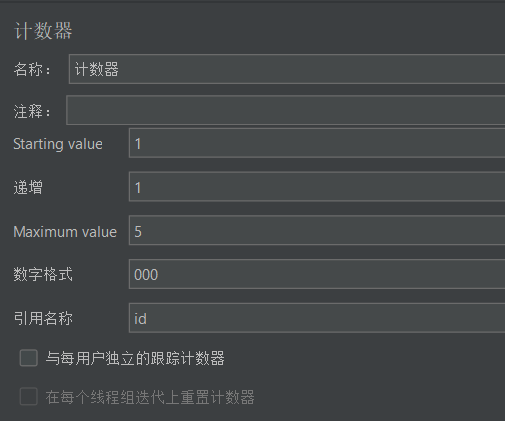 计数器
名称： 计数器
注释：
Starting value 1
递增 1
Maximum value 5
数字格式 000
引用名称 id
与每用户独立的跟踪计数器
在每个线程组迭代上重置计数器